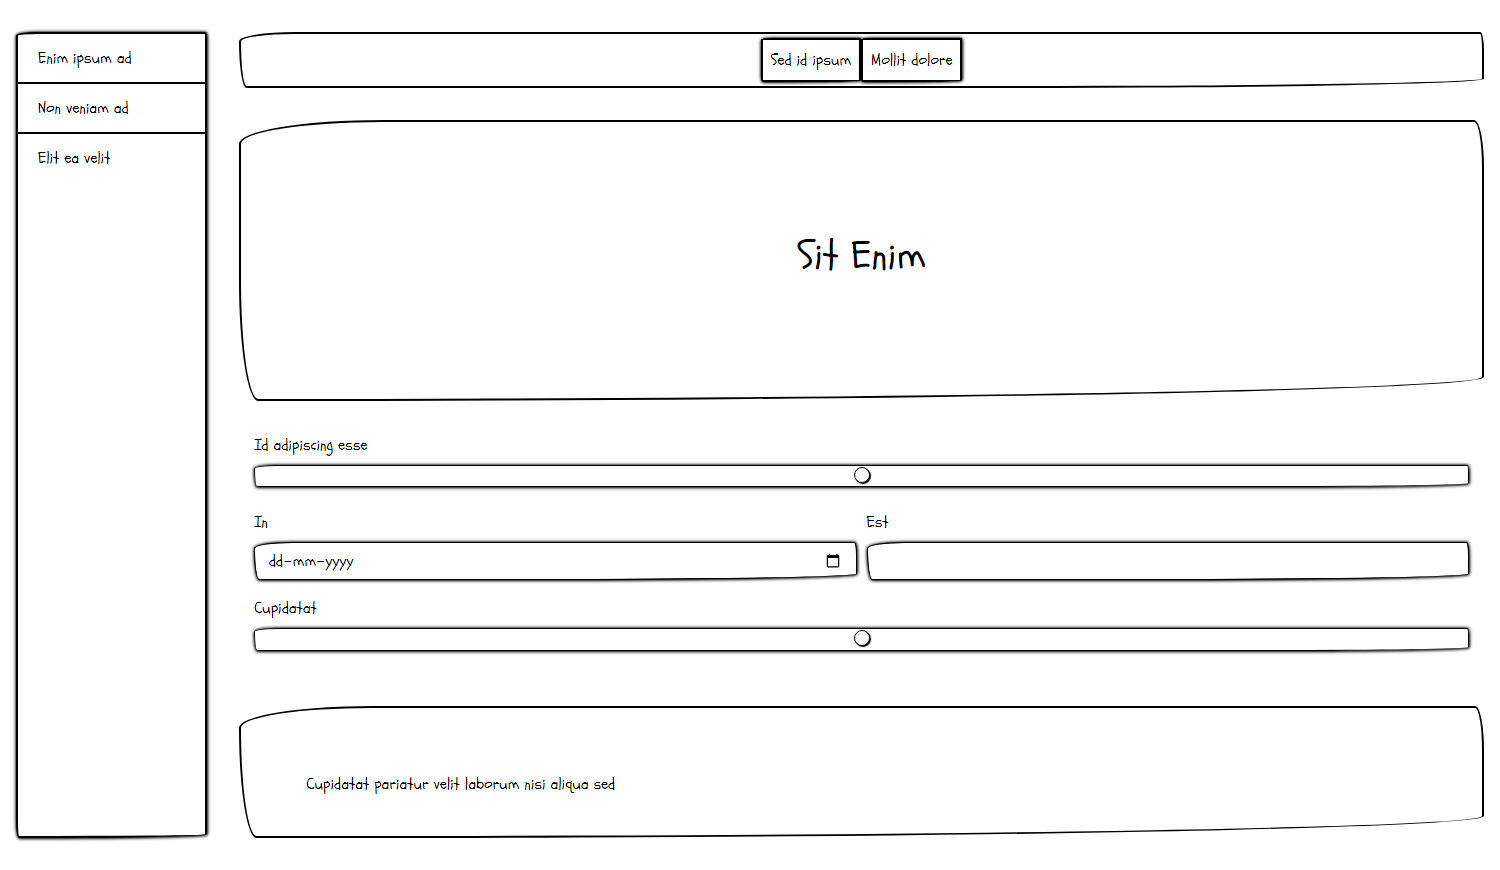 Enim ipsum ad
Non veniam ad
Elit ea velit
Sed id ipsum
Mollit dolore
Sit Enim
Id adipiscing esse
In
dd-mm-yyyy
Est
Cupidatat
Cupidatat pariatur velit laborum nisi aliqua sed